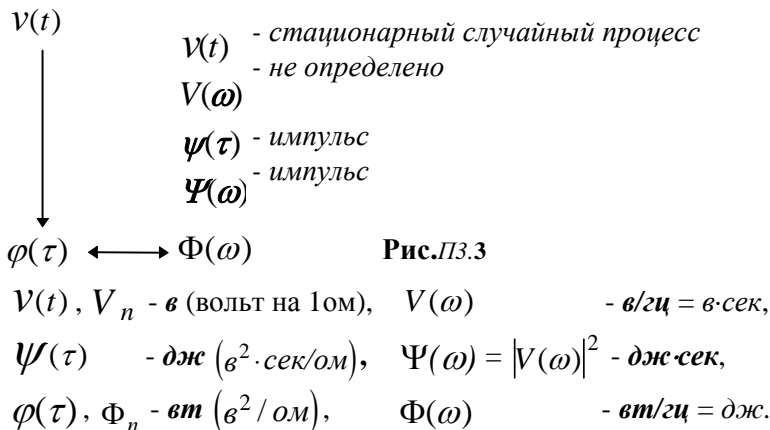 v(t)
v(t) - стационарный случайный процесс
V(ω) - не определено
ψ(τ) - импульс
Ψ(ω) - импульс
φ(τ) ⟷ Φ(ω) Рис.П3.3
v(t), V_n - в (вольт на 1ом), V(ω) - в/гц = в·сек,
ψ(τ) - дж (в²·сек/ом), Ψ(ω) = |V(ω)|² - дж·сек,
φ(τ), Φ_n - вт (в² / ом), Φ(ω) - вт/гц = дж.